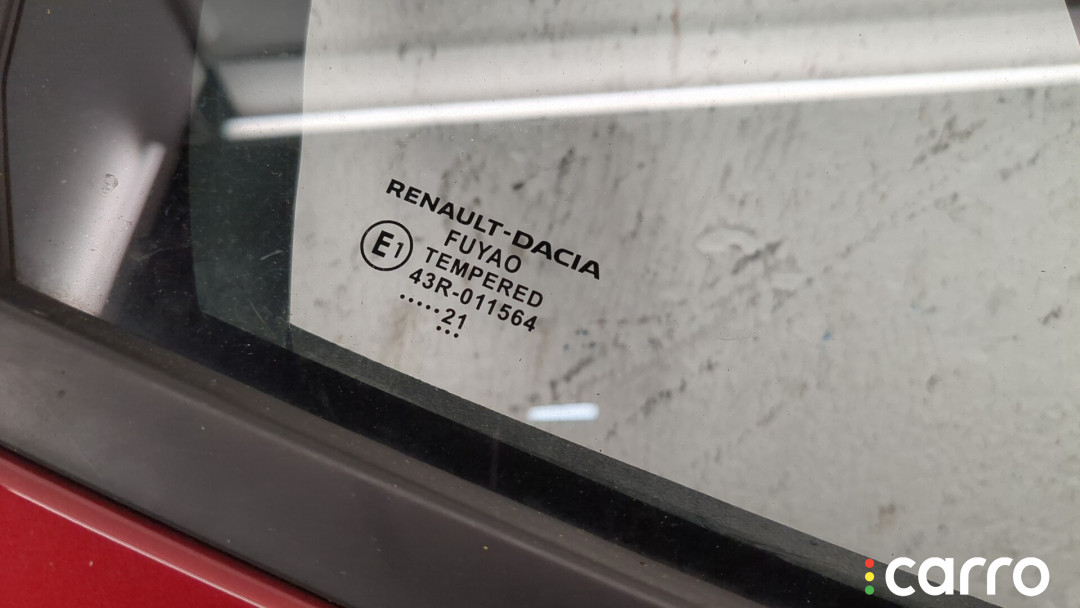 RENAULT-DACIA
E1
FUYAO
TEMPERED
43R-011564
.....21
...
carro